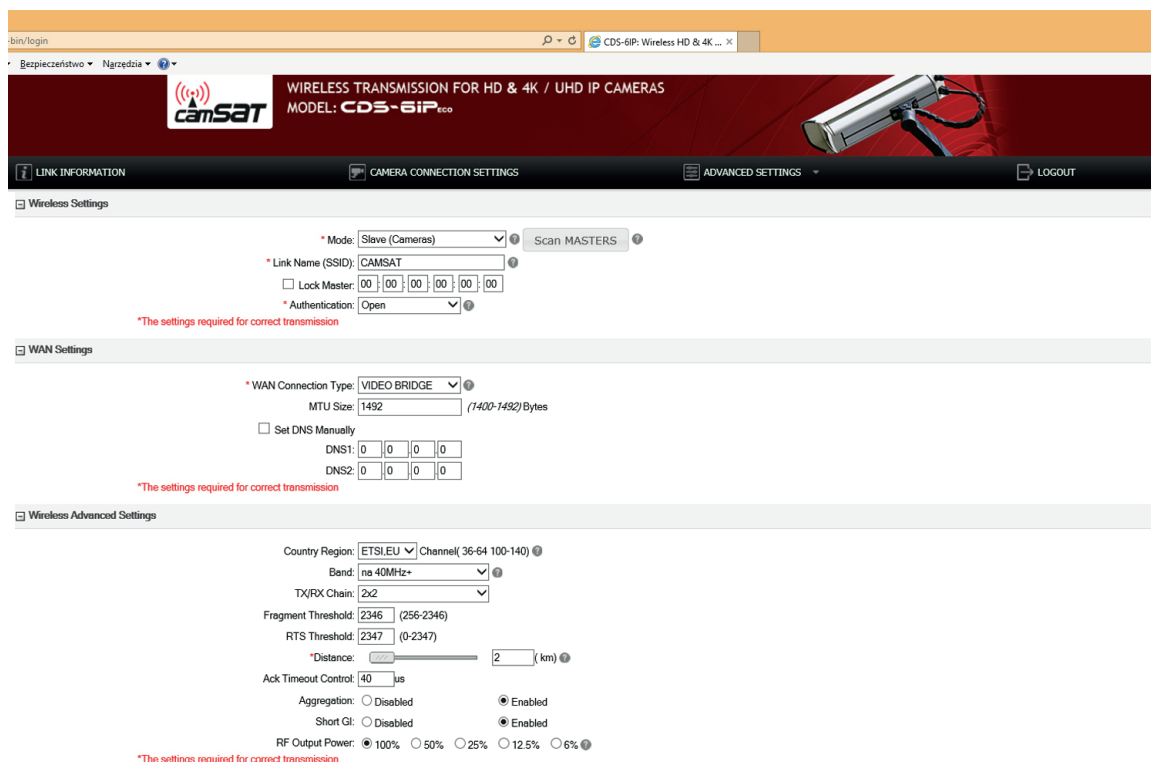 -bin/login
CDS-6IP: Wireless HD & 4K ... ×
Bezpieczeństwo Narzędzia
camSAT
WIRELESS TRANSMISSION FOR HD & 4K / UHD IP CAMERAS
MODEL: CDS-6IP ECO
LINK INFORMATION CAMERA CONNECTION SETTINGS ADVANCED SETTINGS LOGOUT
Wireless Settings
* Mode: Slave (Cameras) ? Scan MASTERS ?
* Link Name (SSID): CAMSAT ?
Lock Master: 00 : 00 : 00 : 00 : 00 : 00
* Authentication: Open ?
*The settings required for correct transmission
WAN Settings
* WAN Connection Type: VIDEO BRIDGE ?
MTU Size: 1492 (1400-1492) Bytes
Set DNS Manually
DNS1: 0 . 0 . 0 . 0
DNS2: 0 . 0 . 0 . 0
*The settings required for correct transmission
Wireless Advanced Settings
Country Region: ETSI,EU Channel( 36-64 100-140) ?
Band: na 40MHz+ ?
TX/RX Chain: 2x2
Fragment Threshold: 2346 (256-2346)
RTS Threshold: 2347 (0-2347)
*Distance: 2 ( km) ?
Ack Timeout Control: 40 us
Aggregation: Disabled Enabled
Short GI: Disabled Enabled
RF Output Power: 100% 50% 25% 12.5% 6% ?
*The settings required for correct transmission